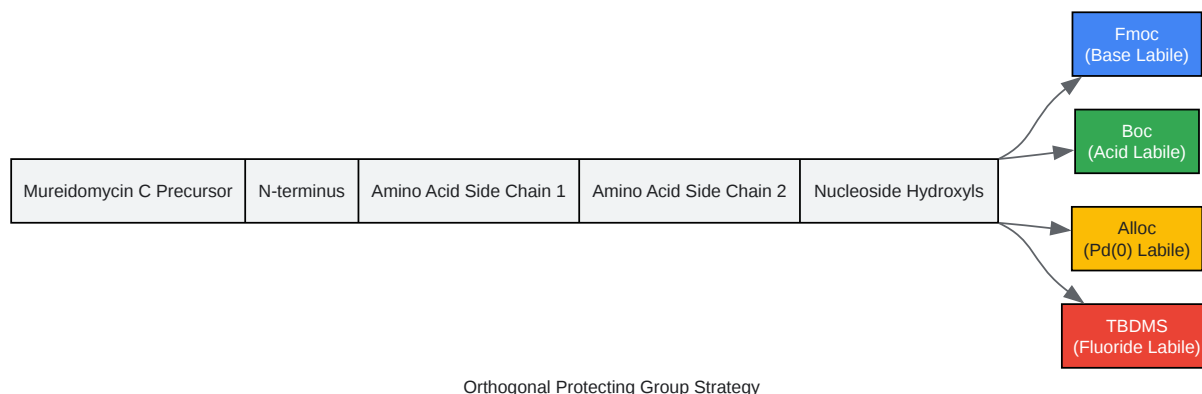 Fmoc
(Base Labile)
Boc
(Acid Labile)
Mureidomycin C Precursor
N-terminus
Amino Acid Side Chain 1
Amino Acid Side Chain 2
Nucleoside Hydroxyls
Alloc
(Pd(0) Labile)
TBDMS
(Fluoride Labile)
Orthogonal Protecting Group Strategy